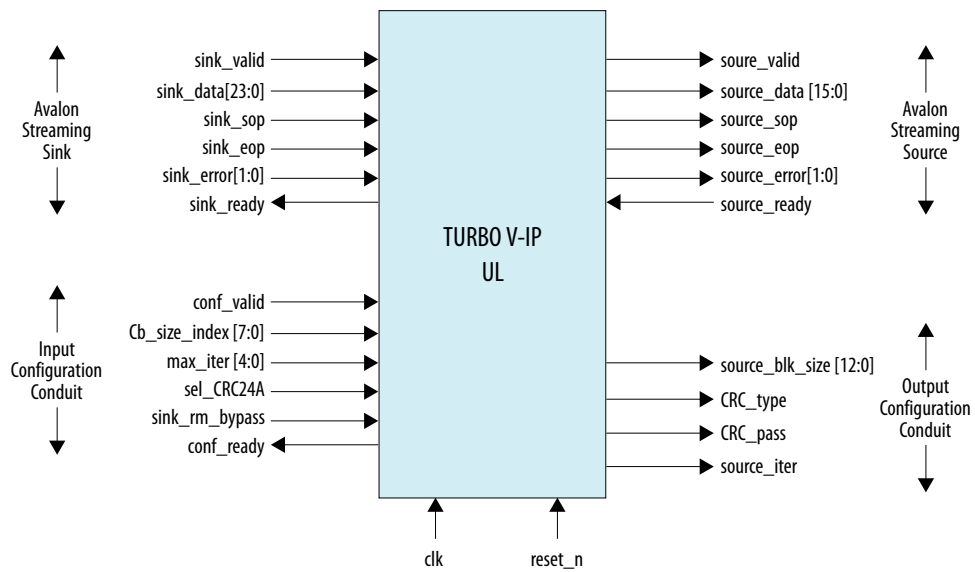 Avalon
Streaming
Sink
sink_valid
sink_data[23:0]
sink_sop
sink_eop
sink_error[1:0]
sink_ready
Input
Configuration
Conduit
conf_valid
Cb_size_index [7:0]
max_iter [4:0]
sel_CRC24A
sink_rm_bypass
conf_ready
TURBO V-IP
UL
clk
reset_n
soure_valid
source_data [15:0]
source_sop
source_eop
source_error[1:0]
source_ready
Avalon
Streaming
Source
source_blk_size [12:0]
CRC_type
CRC_pass
source_iter
Output
Configuration
Conduit